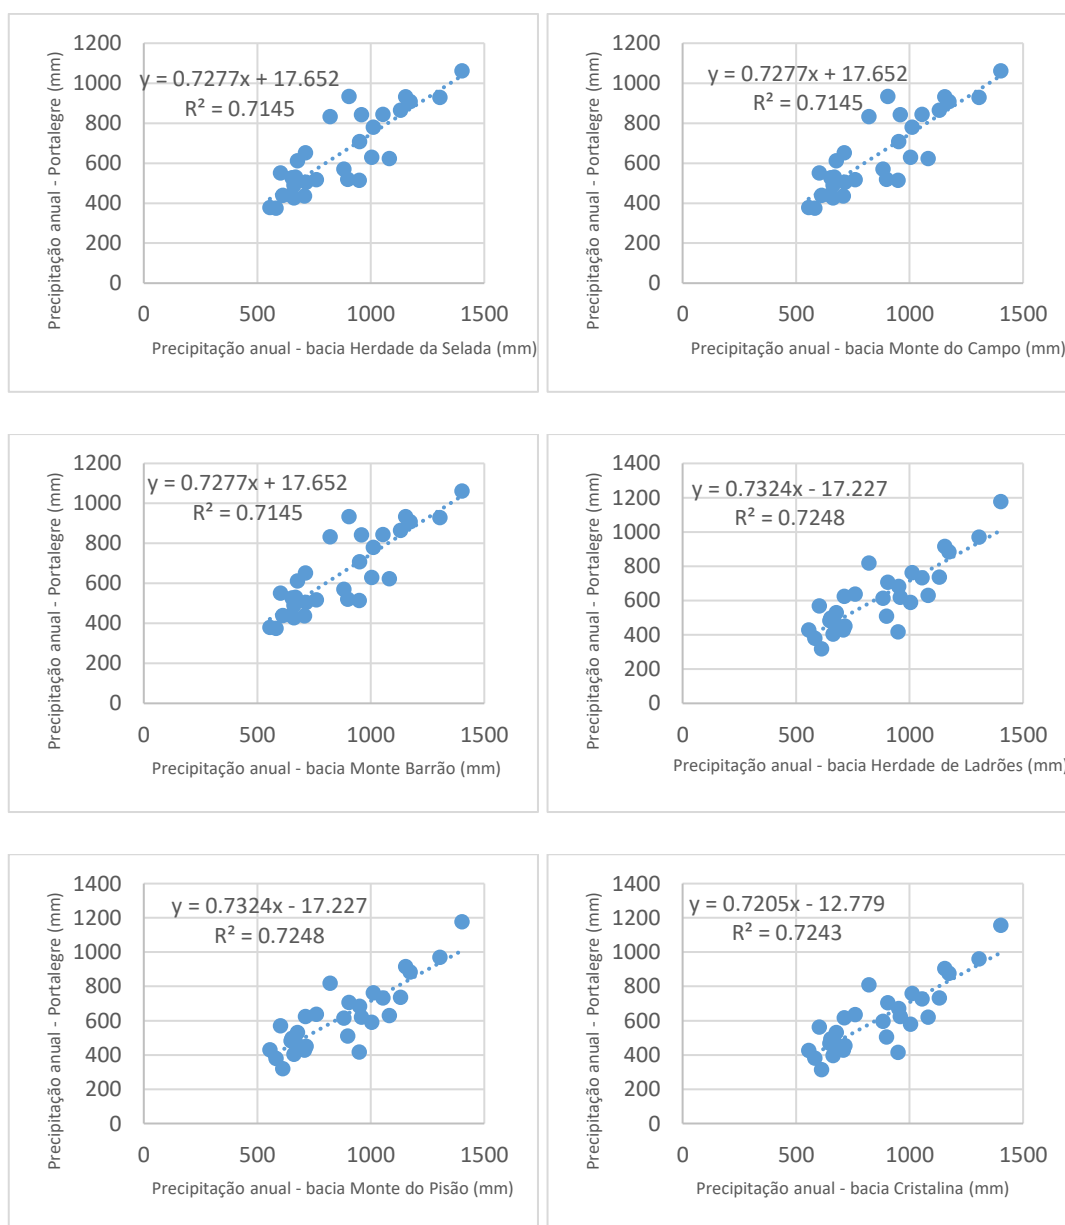 1200
1000
800
600
400
200
0
0 500 1000 1500
Precipitação anual - Portalegre (mm)
Precipitação anual - bacia Herdade da Selada (mm)
y = 0.7277x + 17.652
R² = 0.7145
1200
1000
800
600
400
200
0
0 500 1000 1500
Precipitação anual - Portalegre (mm)
Precipitação anual - bacia Monte do Campo (mm)
y = 0.7277x + 17.652
R² = 0.7145
1200
1000
800
600
400
200
0
0 500 1000 1500
Precipitação anual - Portalegre (mm)
Precipitação anual - bacia Monte Barrão (mm)
y = 0.7277x + 17.652
R² = 0.7145
1400
1200
1000
800
600
400
200
0
0 500 1000 1500
Precipitação anual - Portalegre (mm)
Precipitação anual - bacia Herdade de Ladrões (mm)
y = 0.7324x - 17.227
R² = 0.7248
1400
1200
1000
800
600
400
200
0
0 500 1000 1500
Precipitação anual - Portalegre (mm)
Precipitação anual - bacia Monte do Pisão (mm)
y = 0.7324x - 17.227
R² = 0.7248
1400
1200
1000
800
600
400
200
0
0 500 1000 1500
Precipitação anual - Portalegre (mm)
Precipitação anual - bacia Cristalina (mm)
y = 0.7205x - 12.779
R² = 0.7243